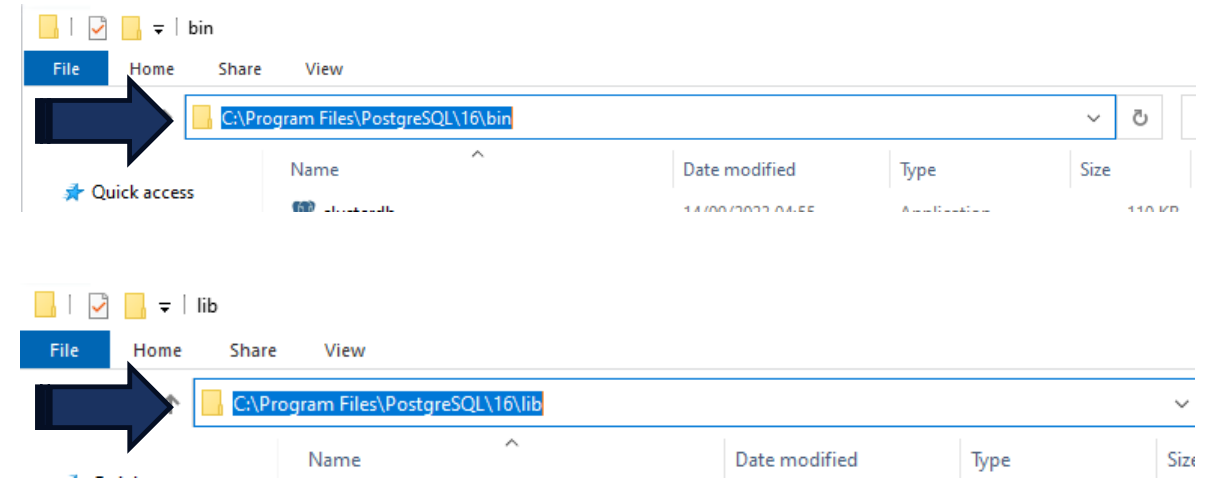 bin
File Home Share View
C:\Program Files\PostgreSQL\16\bin
Name Date modified Type Size
Quick access
lib
File Home Share View
C:\Program Files\PostgreSQL\16\lib
Name Date modified Type